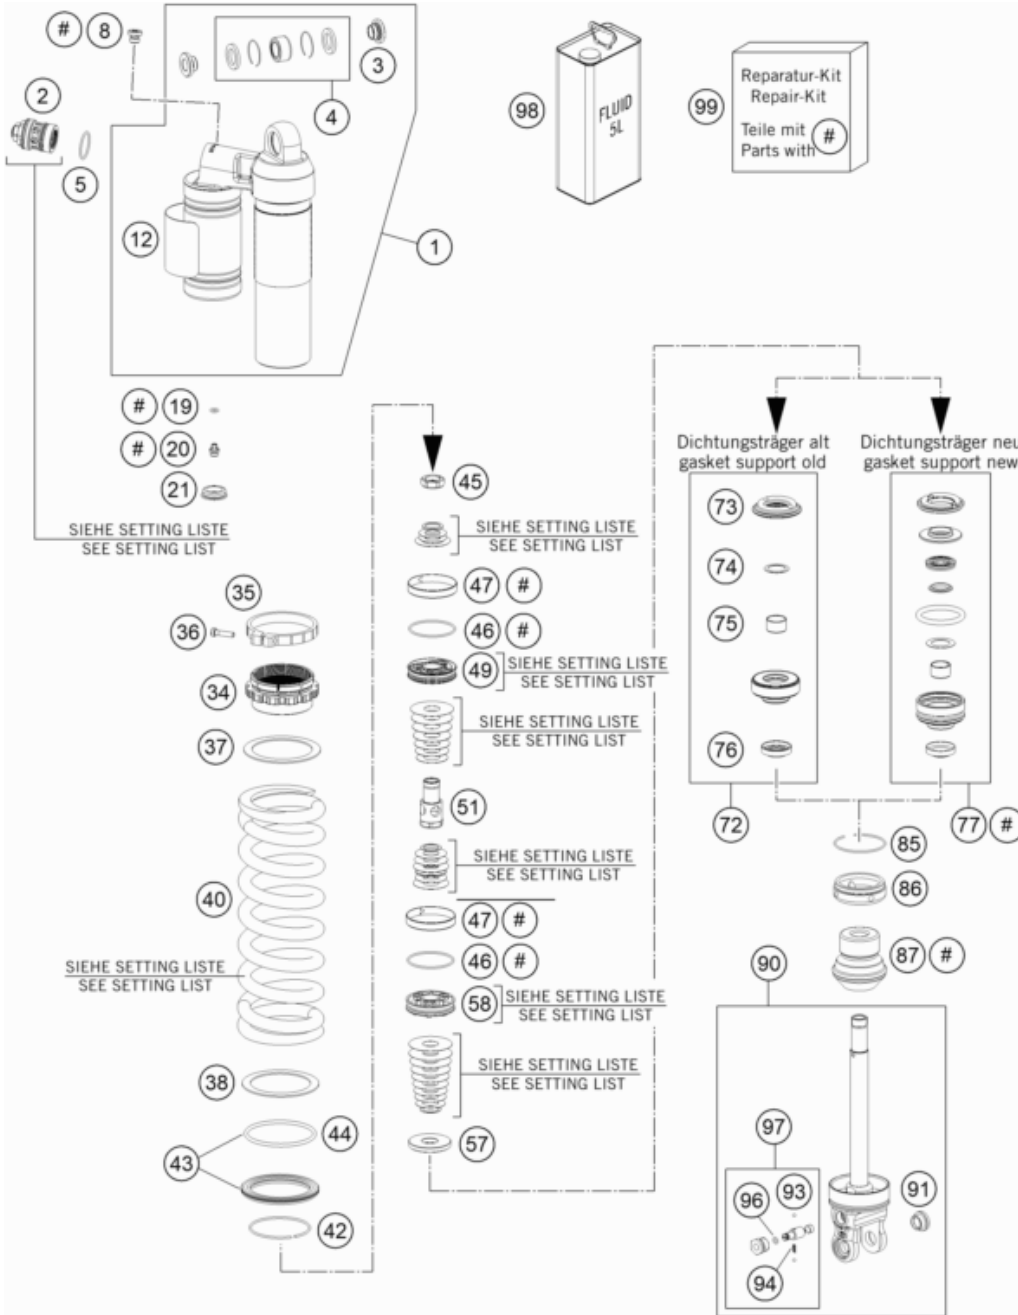 # 8
2
3
4
5
12
1
98
FLUID
5L
99
Reparatur-Kit
Repair-Kit
Teile mit
Parts with #
# 19
# 20
21
SIEHE SETTING LISTE
SEE SETTING LIST
35
36
34
37
40
SIEHE SETTING LISTE
SEE SETTING LIST
38
44
43
42
45
SIEHE SETTING LISTE
SEE SETTING LIST
47 #
46 #
49
SIEHE SETTING LISTE
SEE SETTING LIST
SIEHE SETTING LISTE
SEE SETTING LIST
51
SIEHE SETTING LISTE
SEE SETTING LIST
47 #
46 #
58
SIEHE SETTING LISTE
SEE SETTING LIST
SIEHE SETTING LISTE
SEE SETTING LIST
57
Dichtungsträger alt
gasket support old
73
74
75
76
72
Dichtungsträger neu
gasket support new
77 #
85
86
87 #
90
97
96
93
94
91